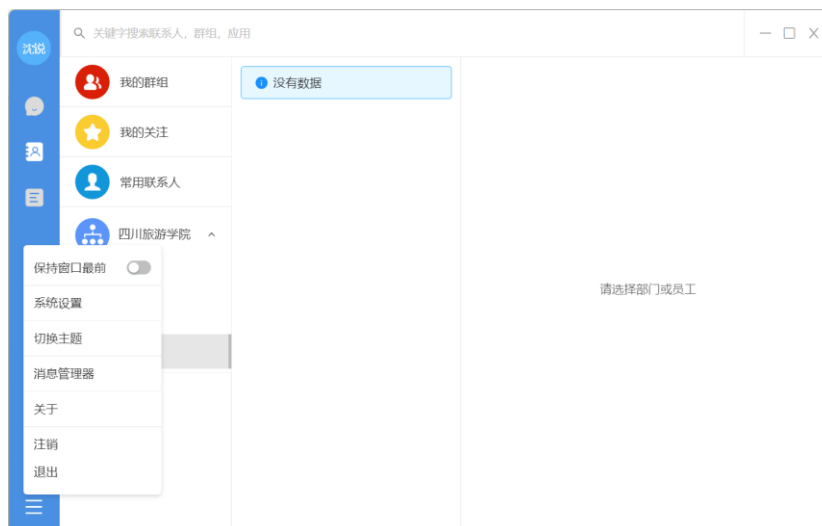 沈悦
关键字搜索联系人，群组，应用
我的群组
我的关注
常用联系人
四川旅游学院
没有数据
请选择部门或员工
保持窗口最前
系统设置
切换主题
消息管理器
关于
注销
退出